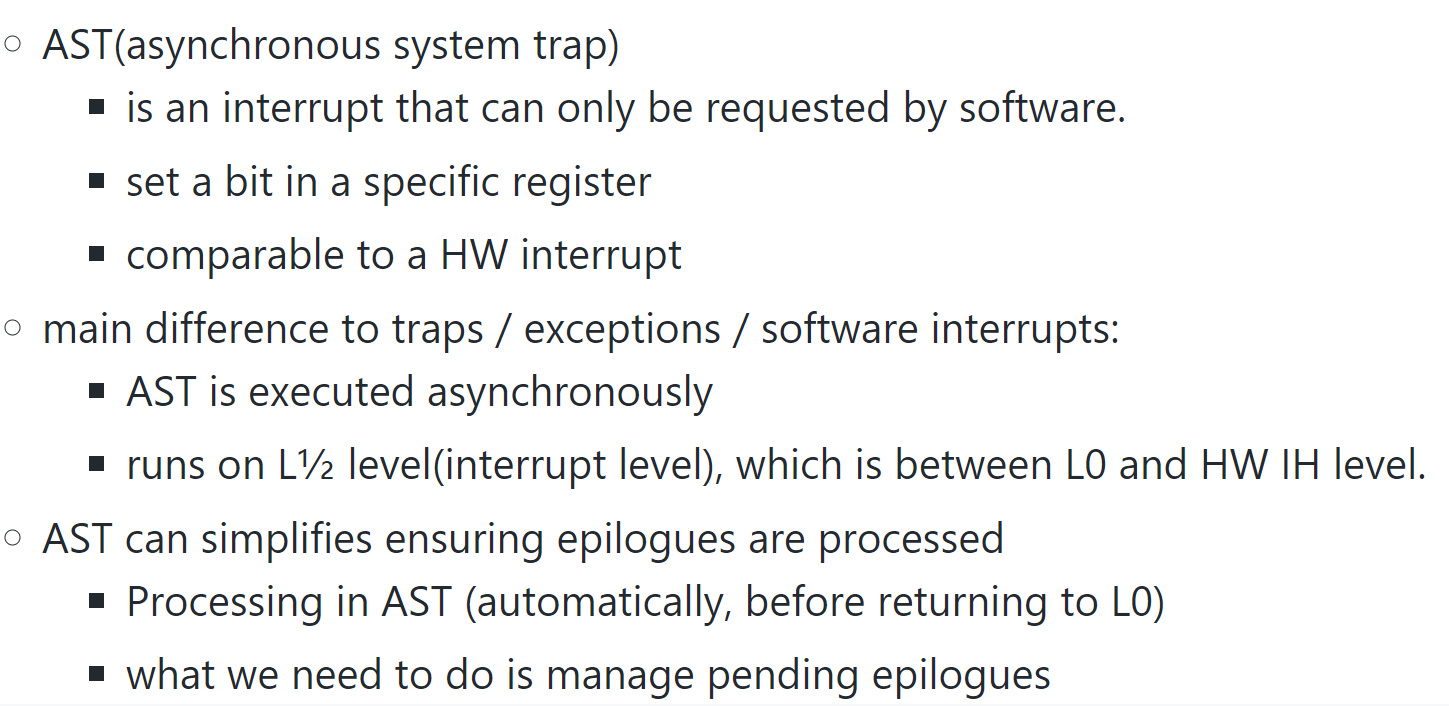 AST(asynchronous system trap)
is an interrupt that can only be requested by software.
set a bit in a specific register
comparable to a HW interrupt
main difference to traps / exceptions / software interrupts:
AST is executed asynchronously
runs on L½ level(interrupt level), which is between L0 and HW IH level.
AST can simplifies ensuring epilogues are processed
Processing in AST (automatically, before returning to L0)
what we need to do is manage pending epilogues